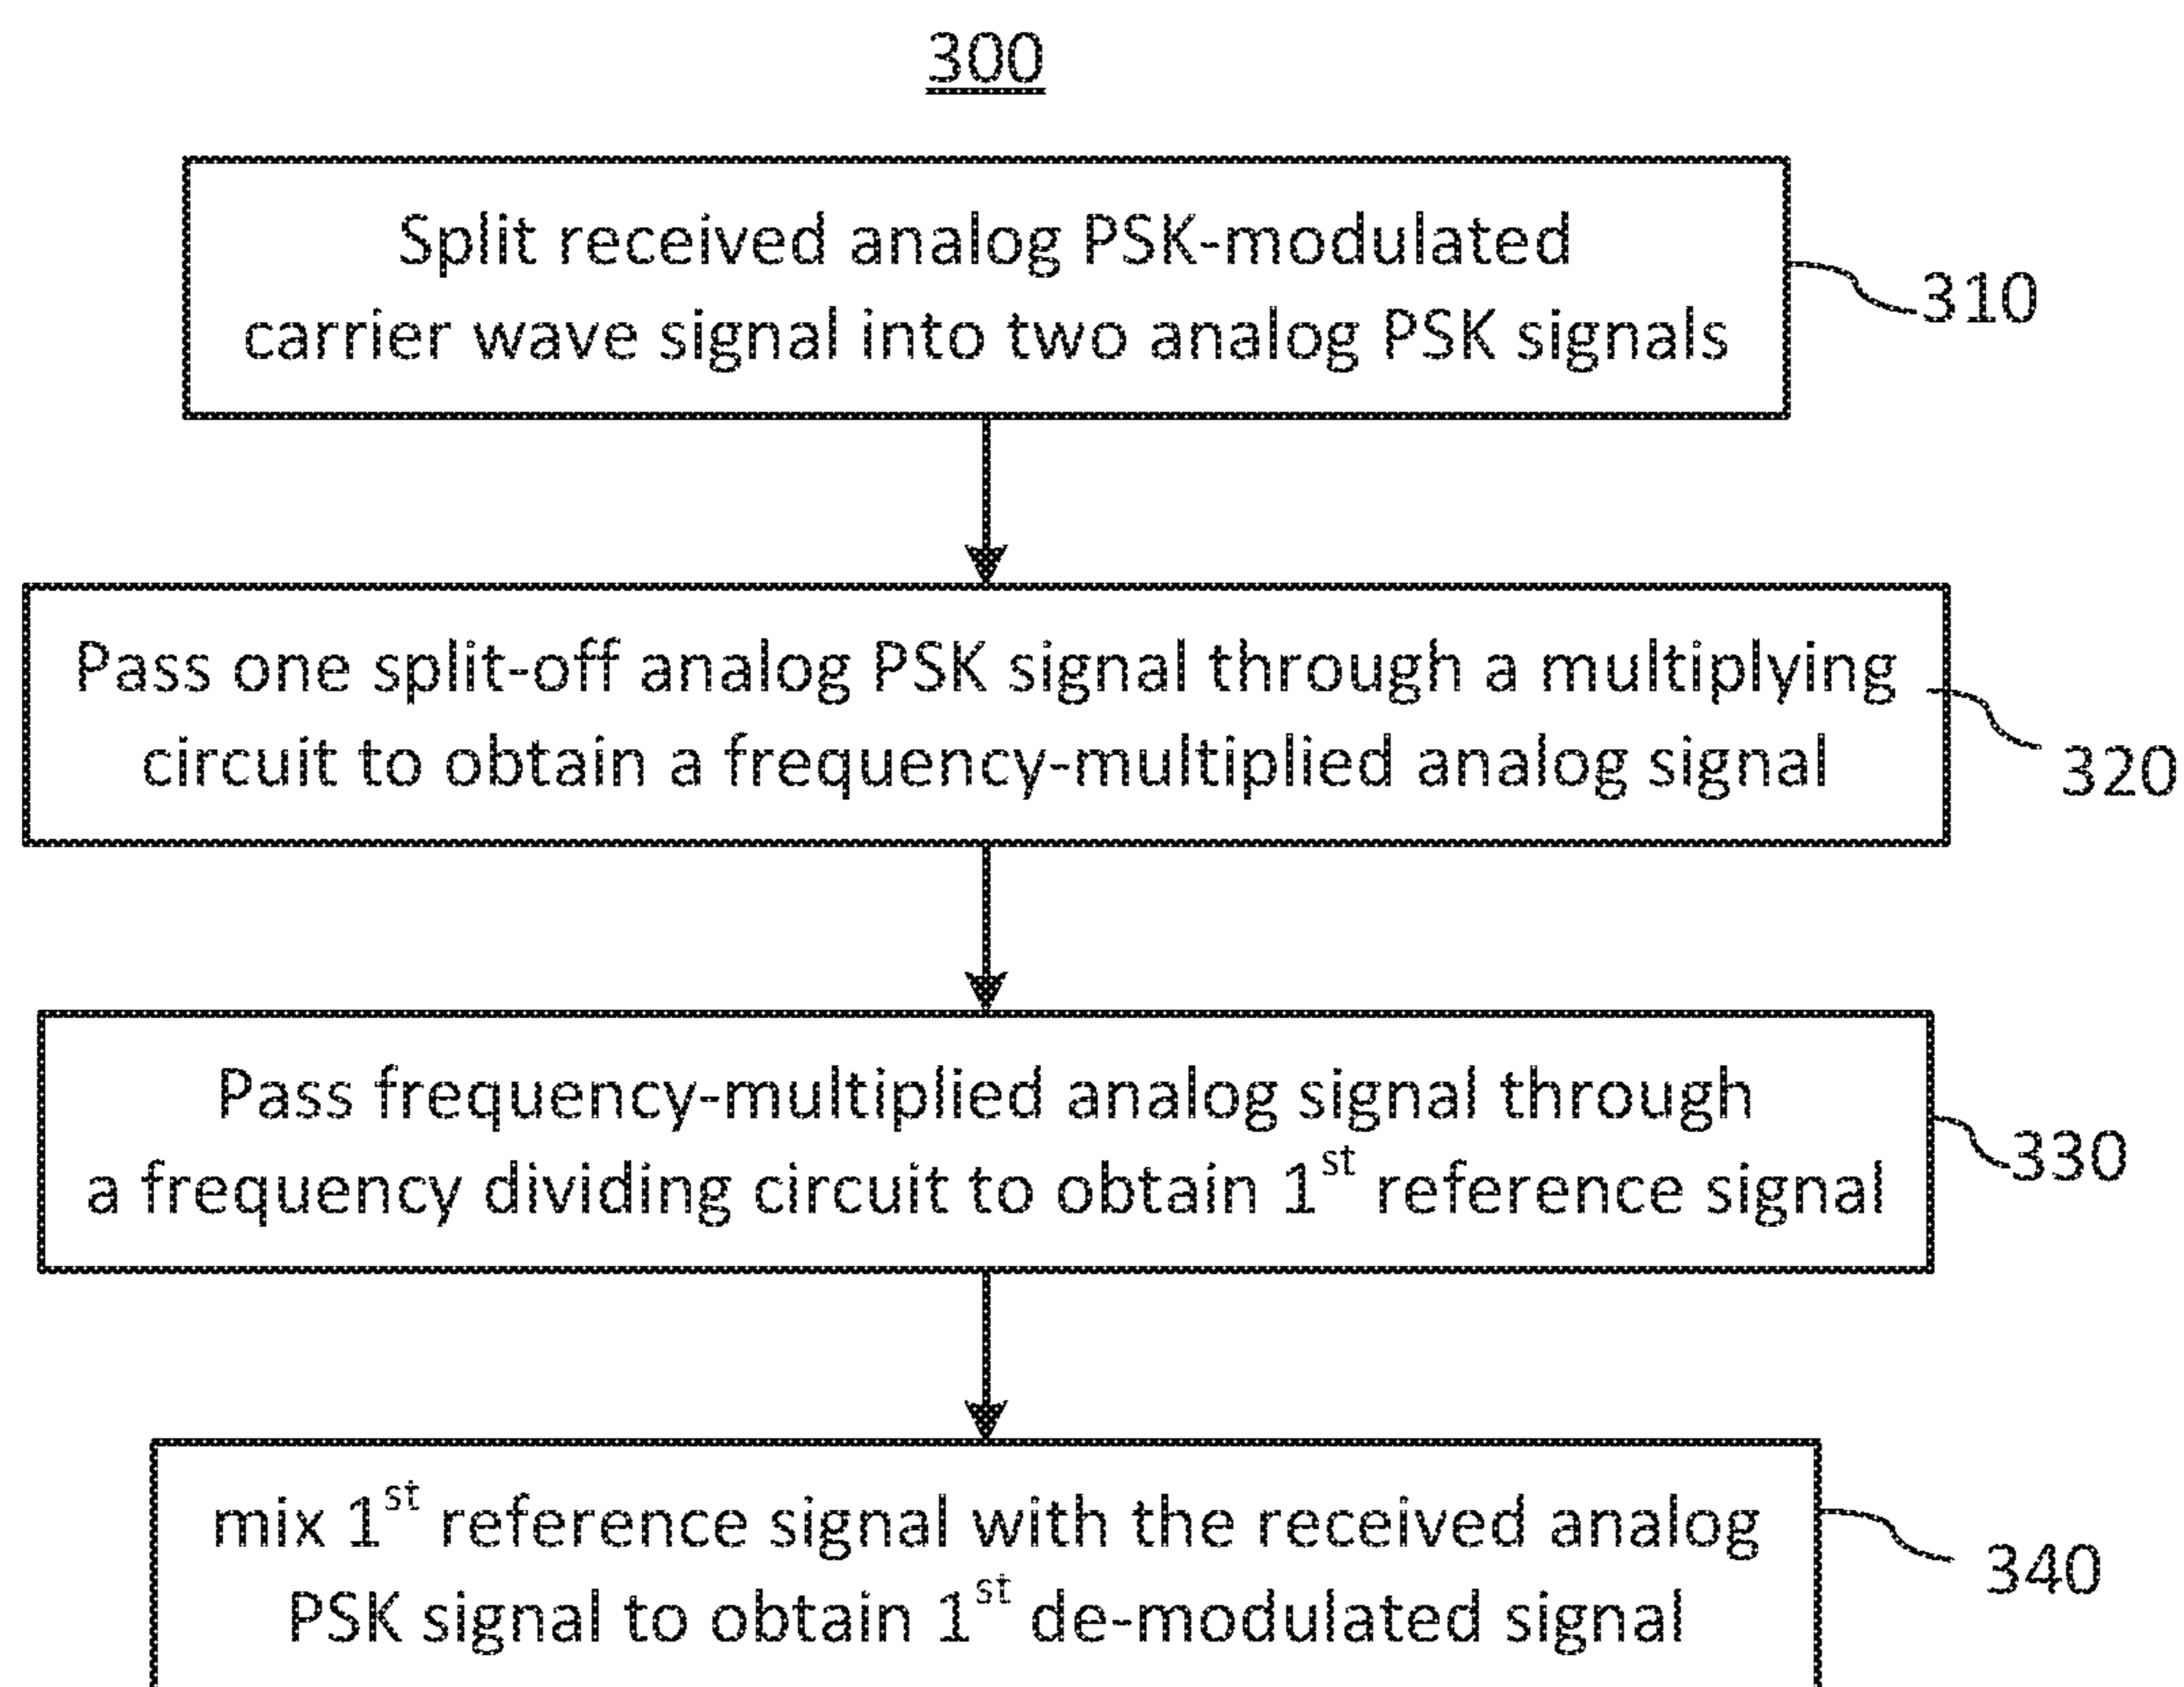 300
Split received analog PSK-modulated
carrier wave signal into two analog PSK signals
310
Pass one split-off analog PSK signal through a multiplying
circuit to obtain a frequency-multiplied analog signal
320
Pass frequency-multiplied analog signal through
a frequency dividing circuit to obtain 1st reference signal
330
mix 1st reference signal with the received analog
PSK signal to obtain 1st de-modulated signal
340